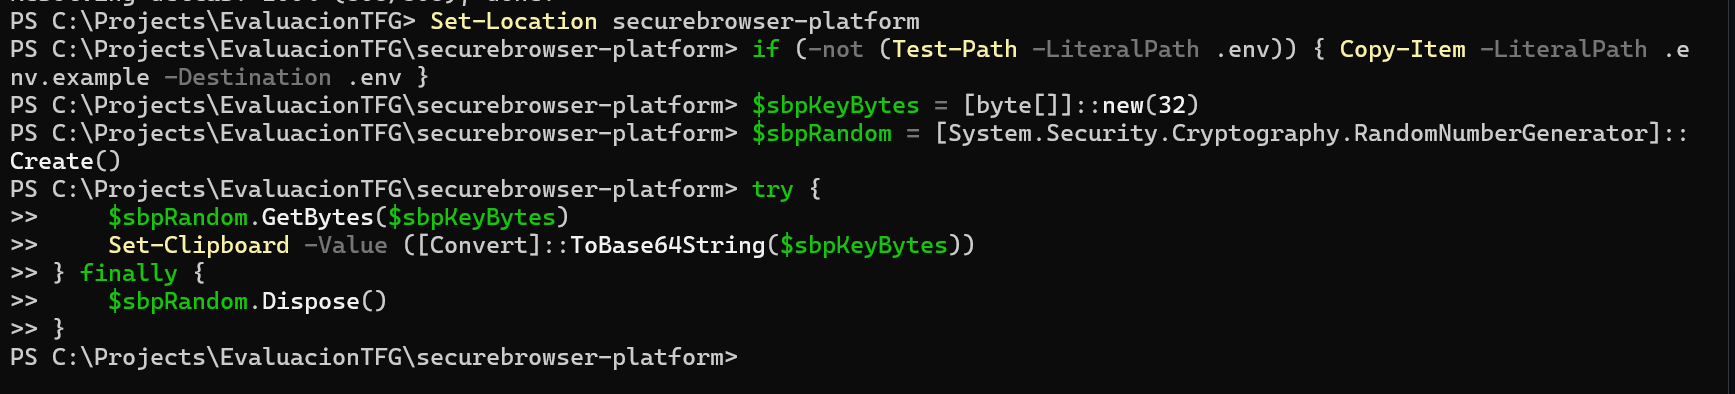 PS C:\Projects\EvaluacionTFG> Set-Location securebrowser-platform
PS C:\Projects\EvaluacionTFG\securebrowser-platform> if (-not (Test-Path -LiteralPath .env)) { Copy-Item -LiteralPath .e
nv.example -Destination .env }
PS C:\Projects\EvaluacionTFG\securebrowser-platform> $sbpKeyBytes = [byte[]]::new(32)
PS C:\Projects\EvaluacionTFG\securebrowser-platform> $sbpRandom = [System.Security.Cryptography.RandomNumberGenerator]::
Create()
PS C:\Projects\EvaluacionTFG\securebrowser-platform> try {
>>     $sbpRandom.GetBytes($sbpKeyBytes)
>>     Set-Clipboard -Value ([Convert]::ToBase64String($sbpKeyBytes))
>> } finally {
>>     $sbpRandom.Dispose()
>> }
PS C:\Projects\EvaluacionTFG\securebrowser-platform>